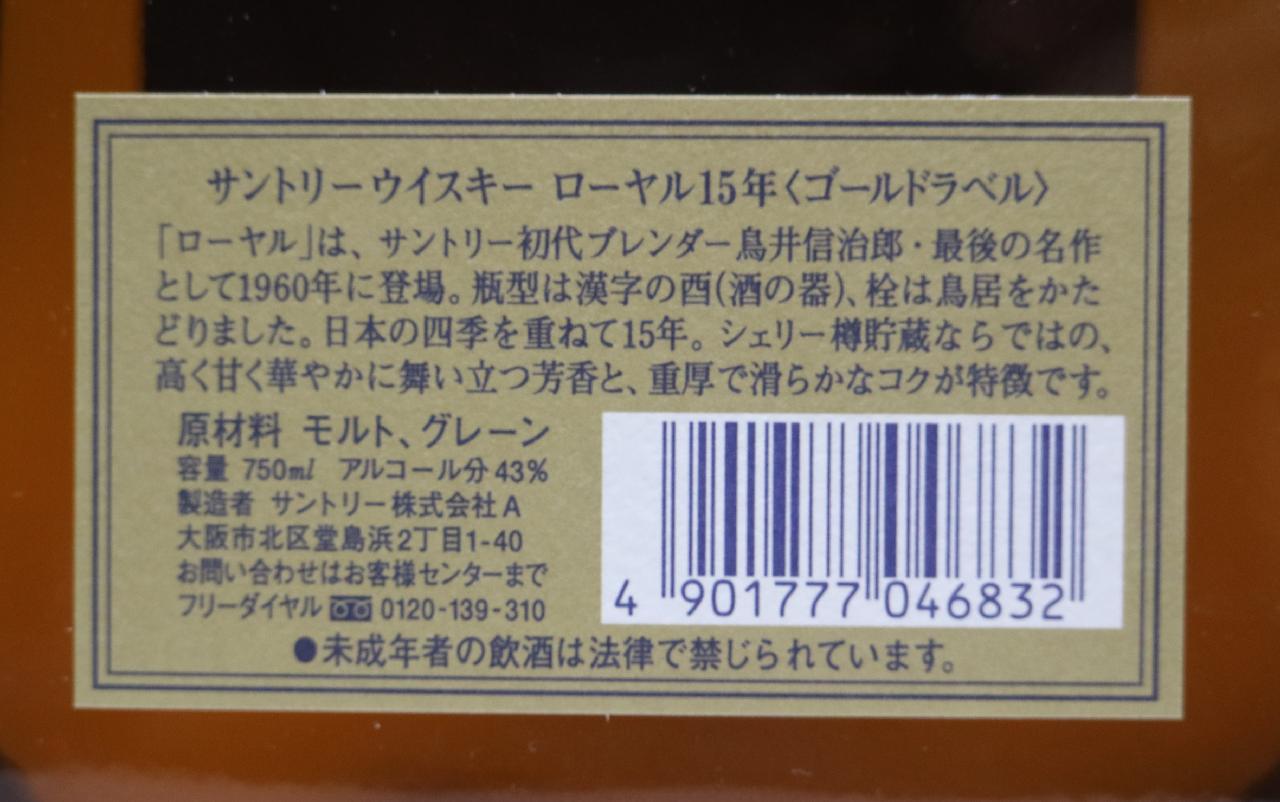 サントリーウイスキー ローヤル15年〈ゴールドラベル〉
「ローヤル」は、サントリー初代ブレンダー鳥井信治郎・最後の名作
として1960年に登場。瓶型は漢字の酉(酒の器)、栓は鳥居をかた
どりました。日本の四季を重ねて15年。シェリー樽貯蔵ならではの、
高く甘く華やかに舞い立つ芳香と、重厚で滑らかなコクが特徴です。
原材料 モルト、グレーン
容量 750ml アルコール分43%
製造者 サントリー株式会社A
大阪市北区堂島浜2丁目1-40
お問い合わせはお客様センターまで
フリーダイヤル 0120-139-310
4 901777 046832
●未成年者の飲酒は法律で禁じられています。